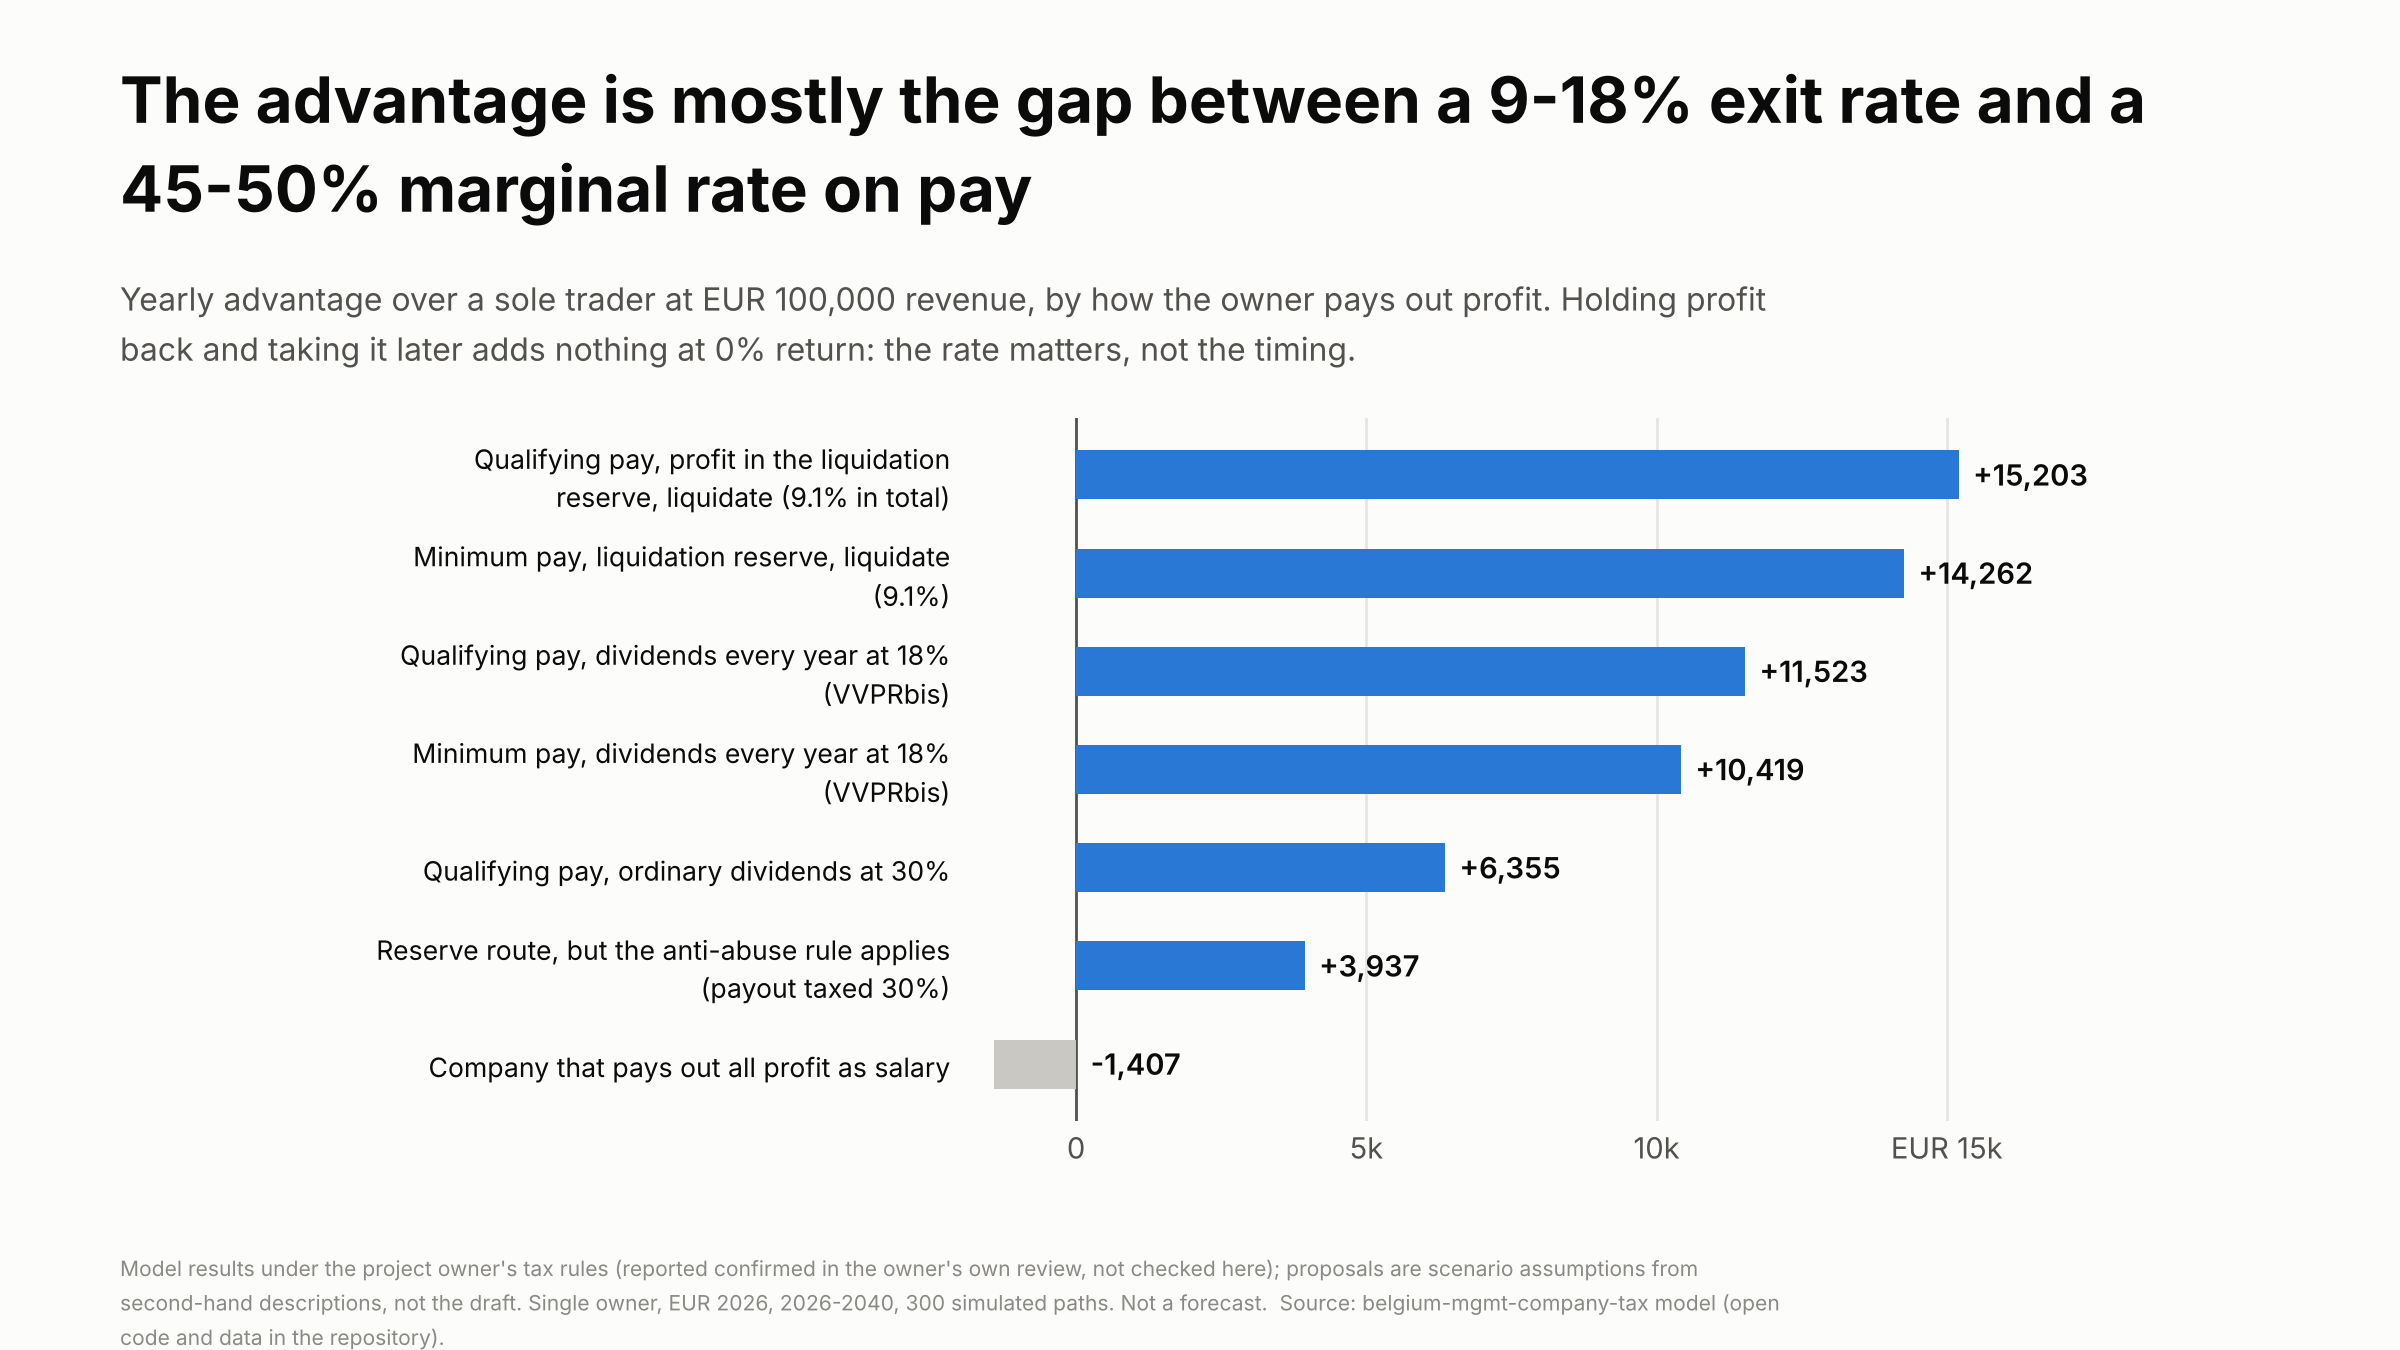 The advantage is mostly the gap between a 9-18% exit rate and a
45-50% marginal rate on pay
Yearly advantage over a sole trader at EUR 100,000 revenue, by how the owner pays out profit. Holding profit
back and taking it later adds nothing at 0% return: the rate matters, not the timing.
Qualifying pay, profit in the liquidation
reserve, liquidate (9.1% in total)
+15,203
Minimum pay, liquidation reserve, liquidate
(9.1%)
+14,262
Qualifying pay, dividends every year at 18%
(VVPRbis)
+11,523
Minimum pay, dividends every year at 18%
(VVPRbis)
+10,419
Qualifying pay, ordinary dividends at 30%
+6,355
Reserve route, but the anti-abuse rule applies
(payout taxed 30%)
+3,937
Company that pays out all profit as salary
-1,407
0 5k 10k EUR 15k
Model results under the project owner's tax rules (reported confirmed in the owner's own review, not checked here); proposals are scenario assumptions from
second-hand descriptions, not the draft. Single owner, EUR 2026, 2026-2040, 300 simulated paths. Not a forecast.  Source: belgium-mgmt-company-tax model (open
code and data in the repository).